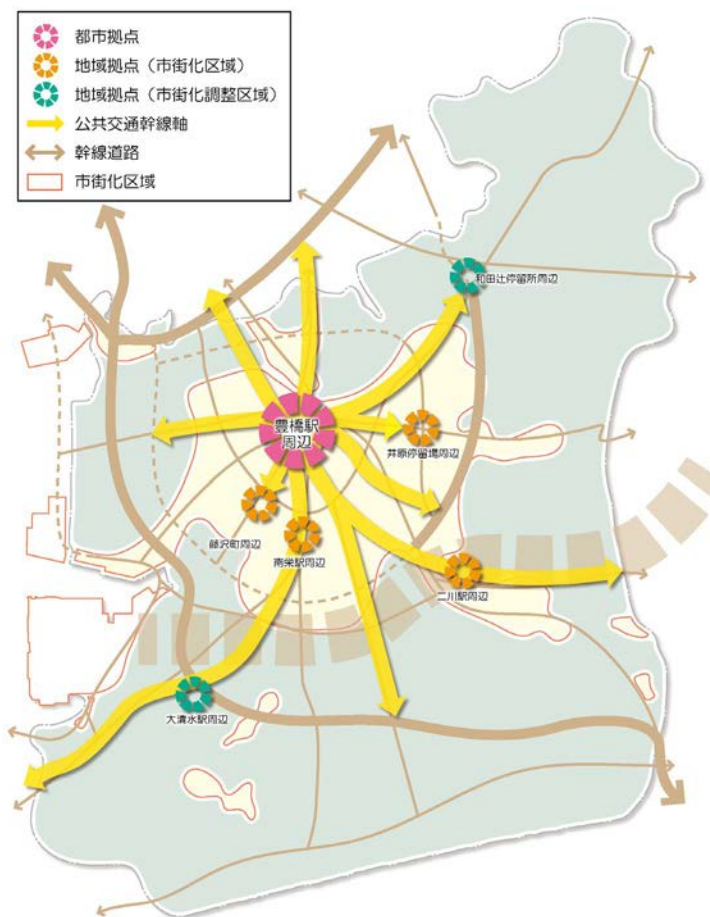 都市拠点
地域拠点（市街化区域）
地域拠点（市街化調整区域）
公共交通幹線軸
幹線道路
市街化区域
和田辻停留所周辺
豊橋駅
周辺
井原停留場周辺
藤沢町周辺
南栄駅周辺
二川駅周辺
大清水駅周辺